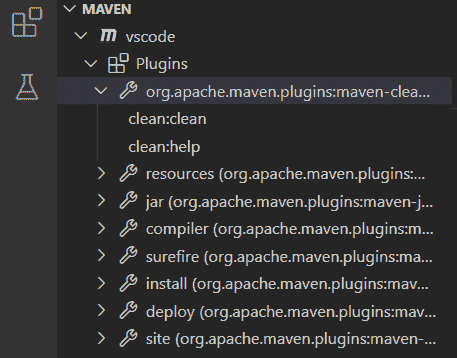 MAVEN
vscode
Plugins
org.apache.maven.plugins:maven-clea...
clean:clean
clean:help
resources (org.apache.maven.plugins:...
jar (org.apache.maven.plugins:maven-j...
compiler (org.apache.maven.plugins:m...
surefire (org.apache.maven.plugins:ma...
install (org.apache.maven.plugins:mav...
deploy (org.apache.maven.plugins:mav...
site (org.apache.maven.plugins:maven-...